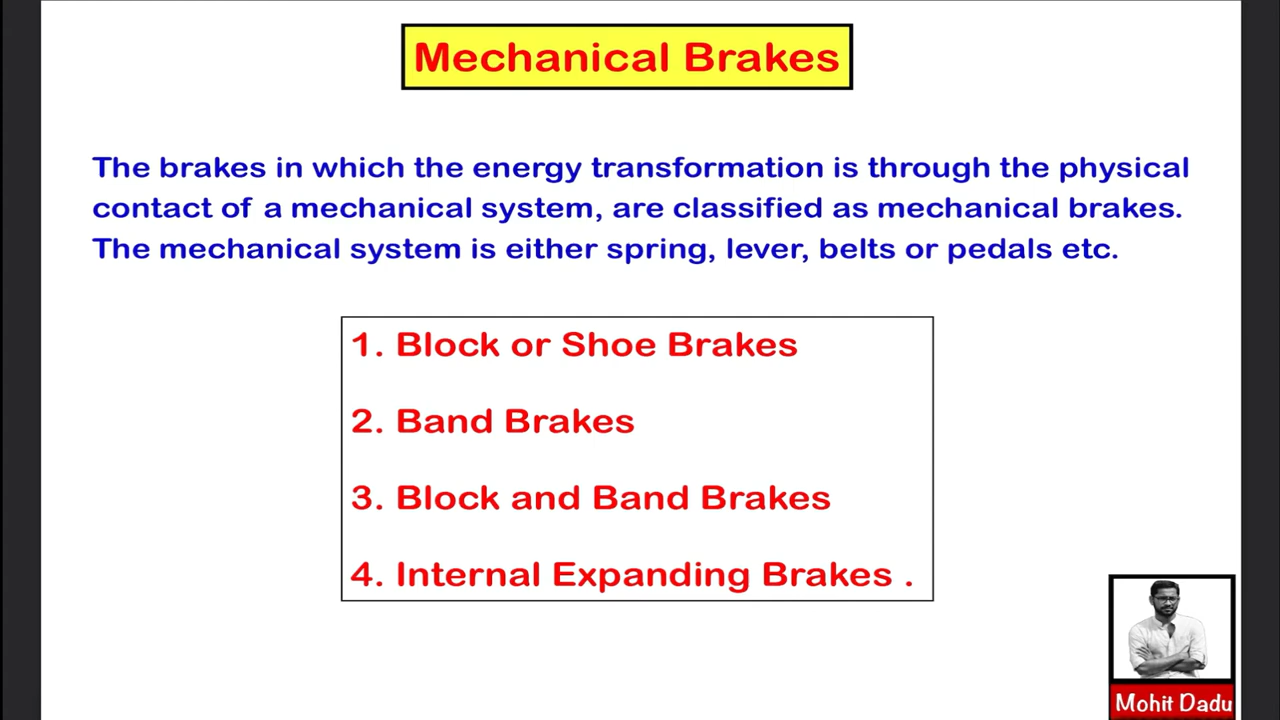 Mechanical Brakes
The brakes in which the energy transformation is through the physical
contact of a mechanical system, are classified as mechanical brakes.
The mechanical system is either spring, lever, belts or pedals etc.
1. Block or Shoe Brakes
2. Band Brakes
3. Block and Band Brakes
4. Internal Expanding Brakes .
Mohit Dadu